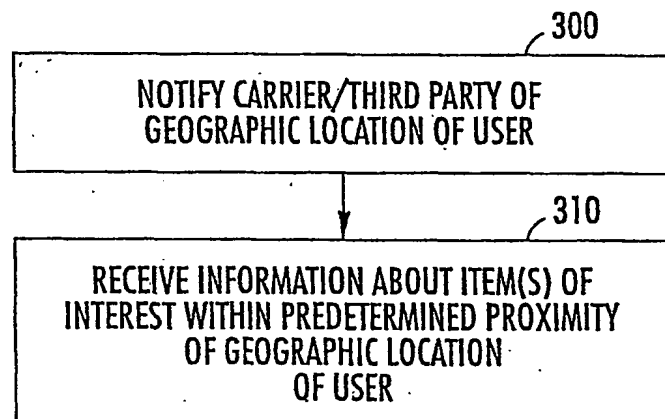 300
NOTIFY CARRIER/THIRD PARTY OF
GEOGRAPHIC LOCATION OF USER
310
RECEIVE INFORMATION ABOUT ITEM(S) OF
INTEREST WITHIN PREDETERMINED PROXIMITY
OF GEOGRAPHIC LOCATION
OF USER